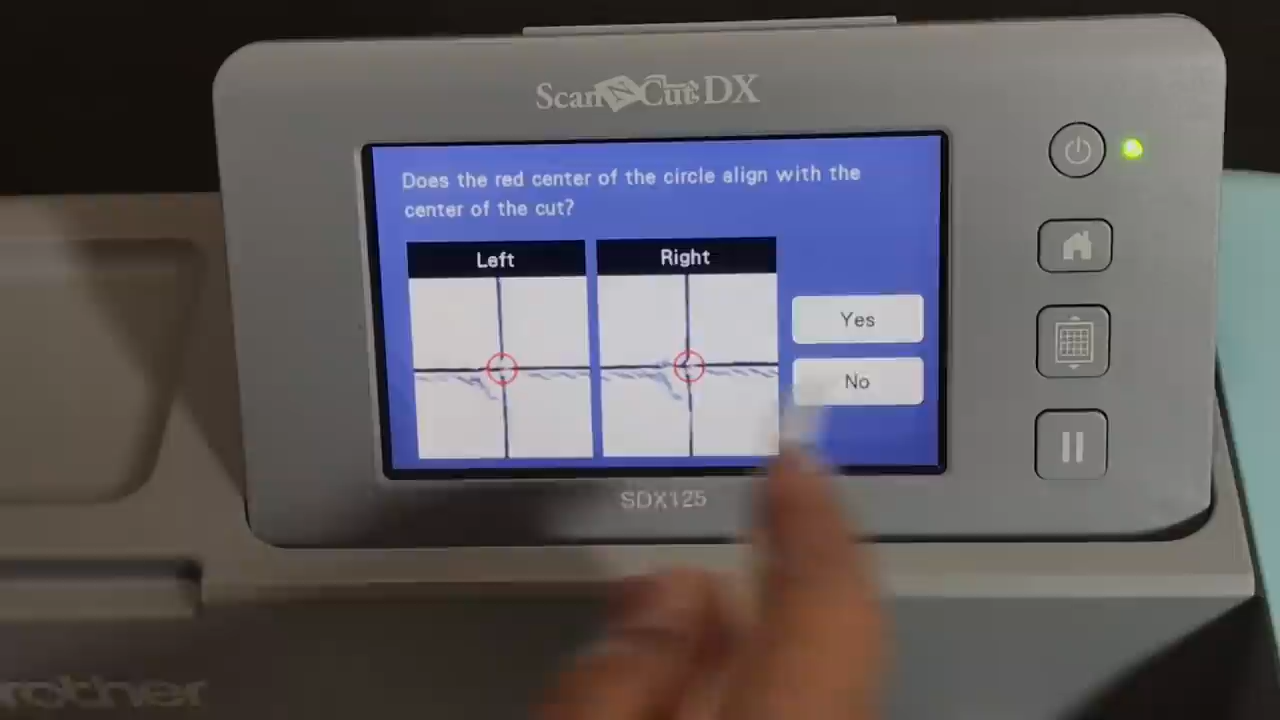 ScanNCut DX
Does the red center of the circle align with the
center of the cut?
Left
Right
Yes
No
SDX125
brother